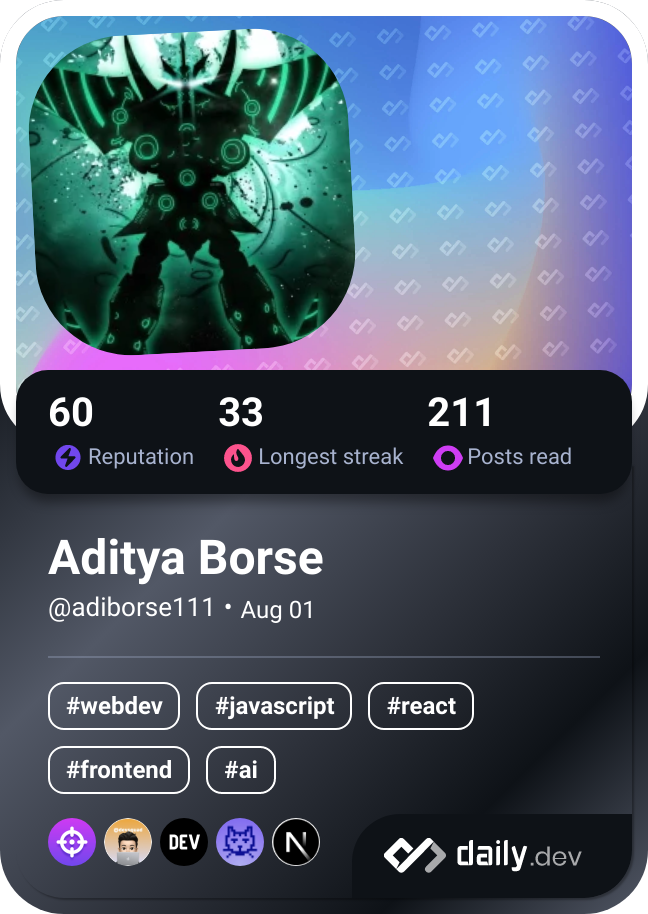 60 33 211
Reputation Longest streak Posts read
Aditya Borse
@adiborse111 • Aug 01
#webdev #javascript #react
#frontend #ai
DEV N daily.dev